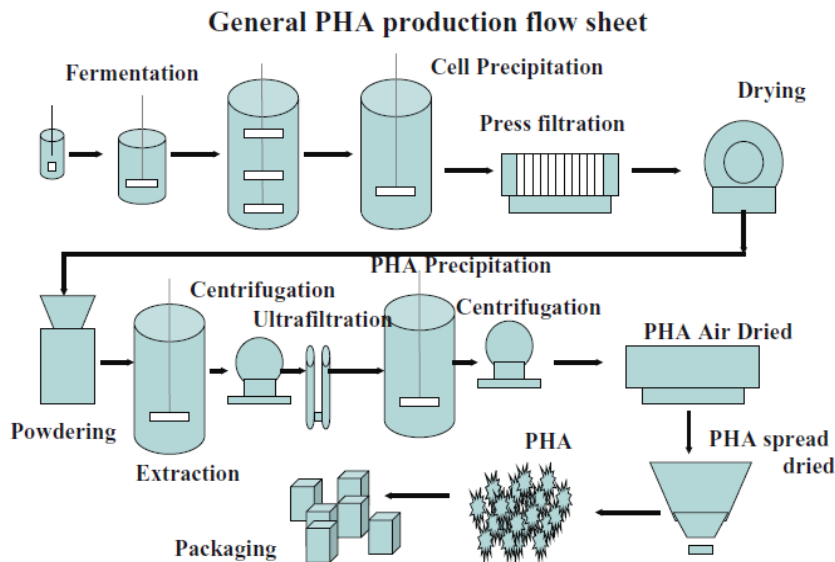 General PHA production flow sheet
Fermentation
Cell Precipitation
Press filtration
Drying
PHA Precipitation
Centrifugation
Ultrafiltration
Centrifugation
PHA Air Dried
Powdering
Extraction
PHA spread
dried
PHA
Packaging